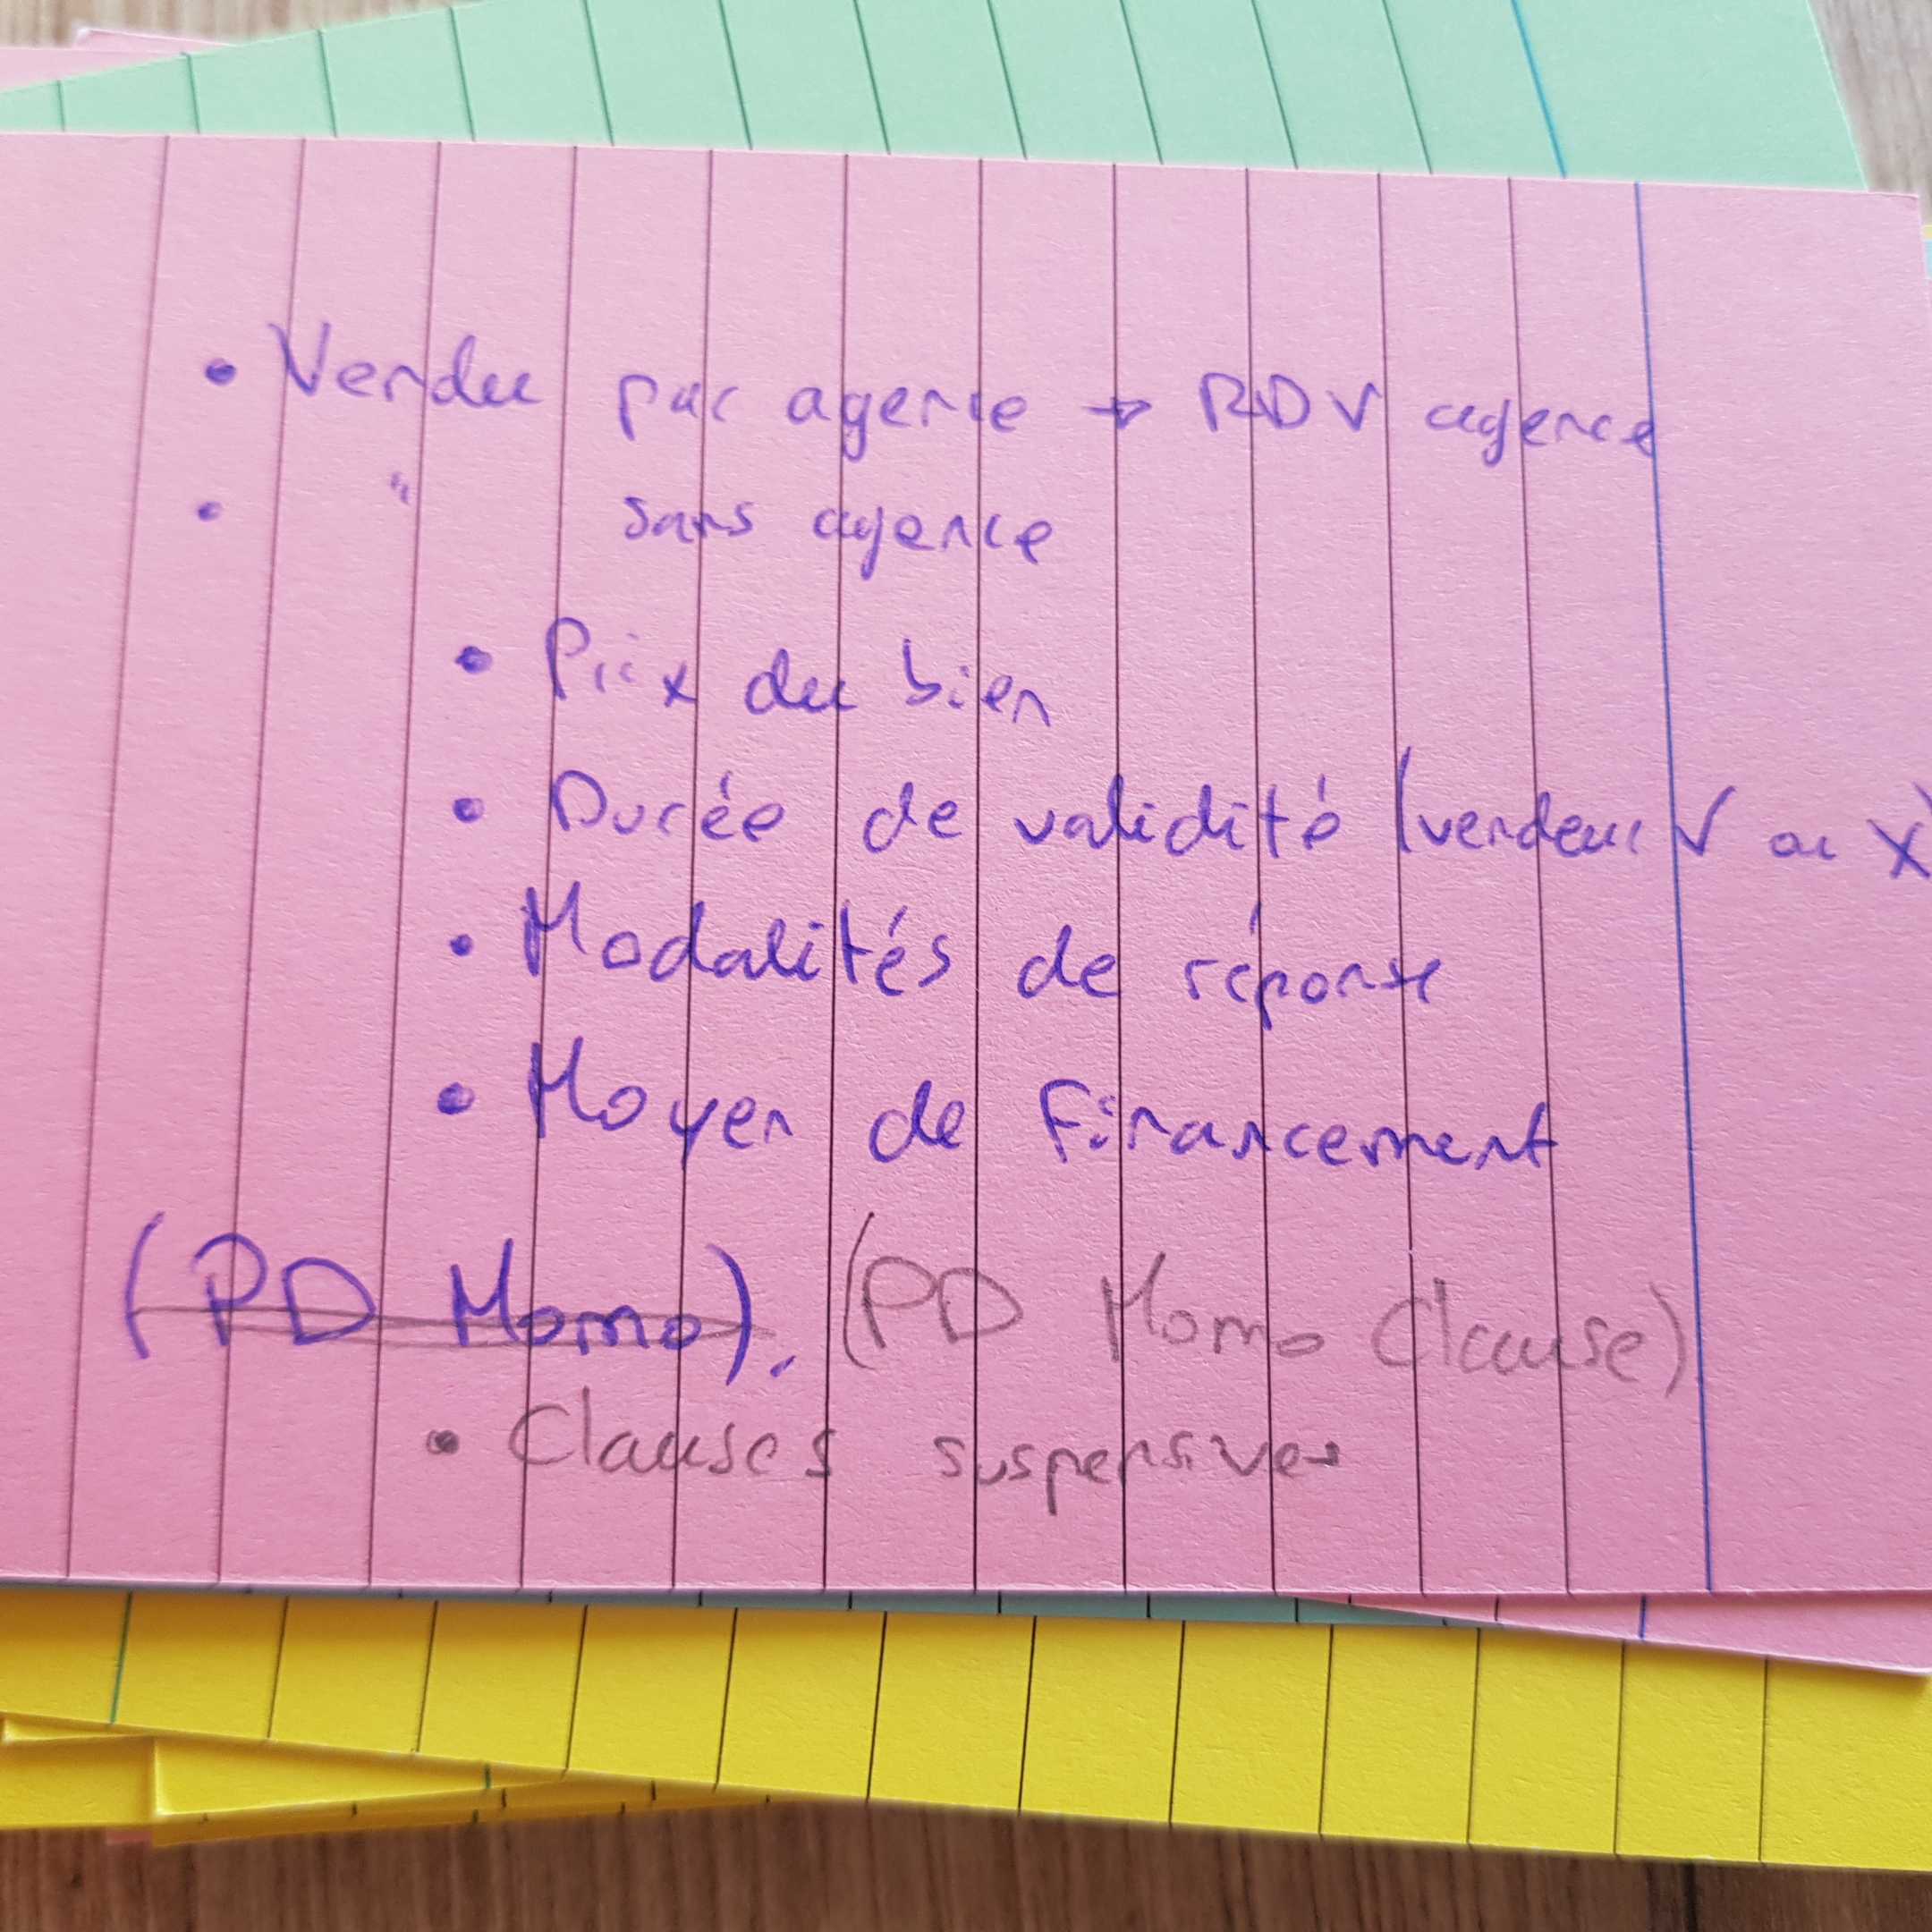 • Vendu par agence → RDV agence
• " sans agence
• Prix du bien
• Durée de validité (vendeur V ou X)
• Modalités de réponse
• Moyen de financement
(PD Momo). (PD Momo Clause)
• Clauses suspensives